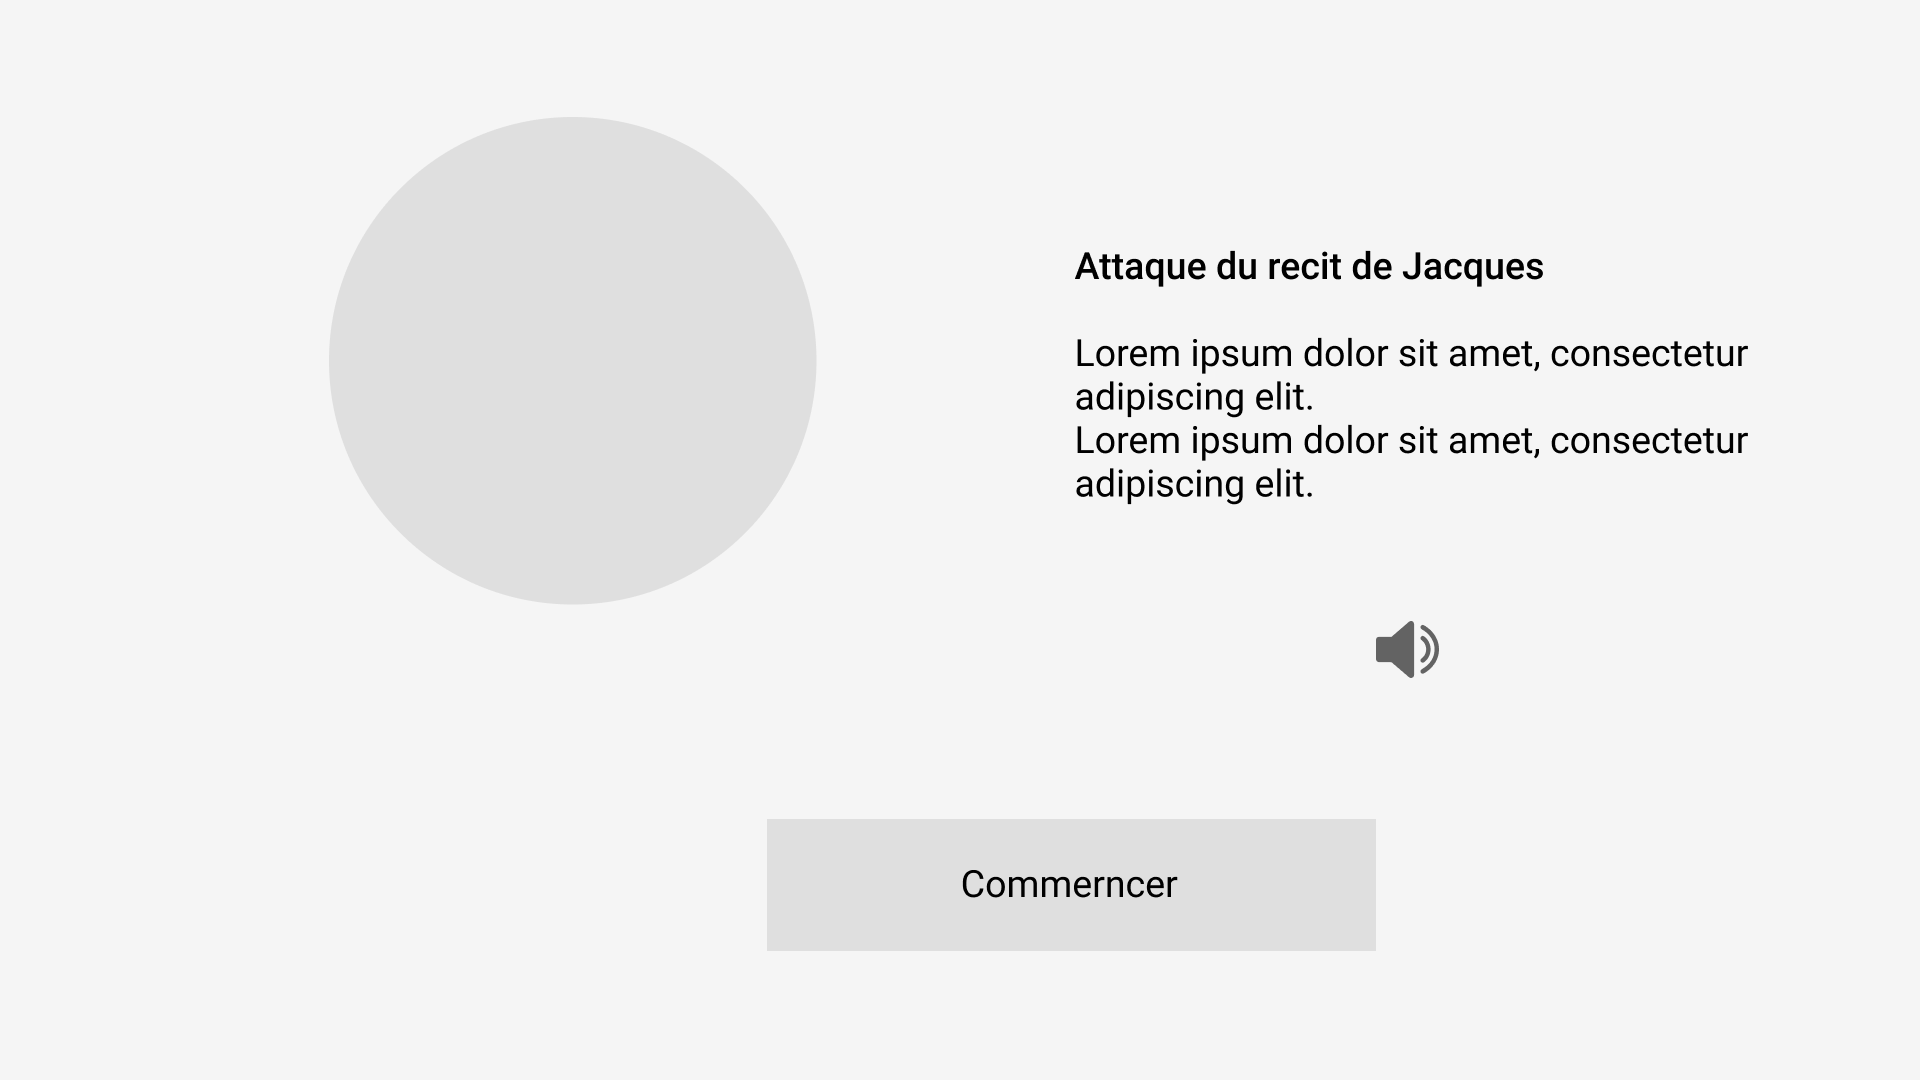 Attaque du recit de Jacques
Lorem ipsum dolor sit amet, consectetur
adipiscing elit.
Lorem ipsum dolor sit amet, consectetur
adipiscing elit.
Commerncer